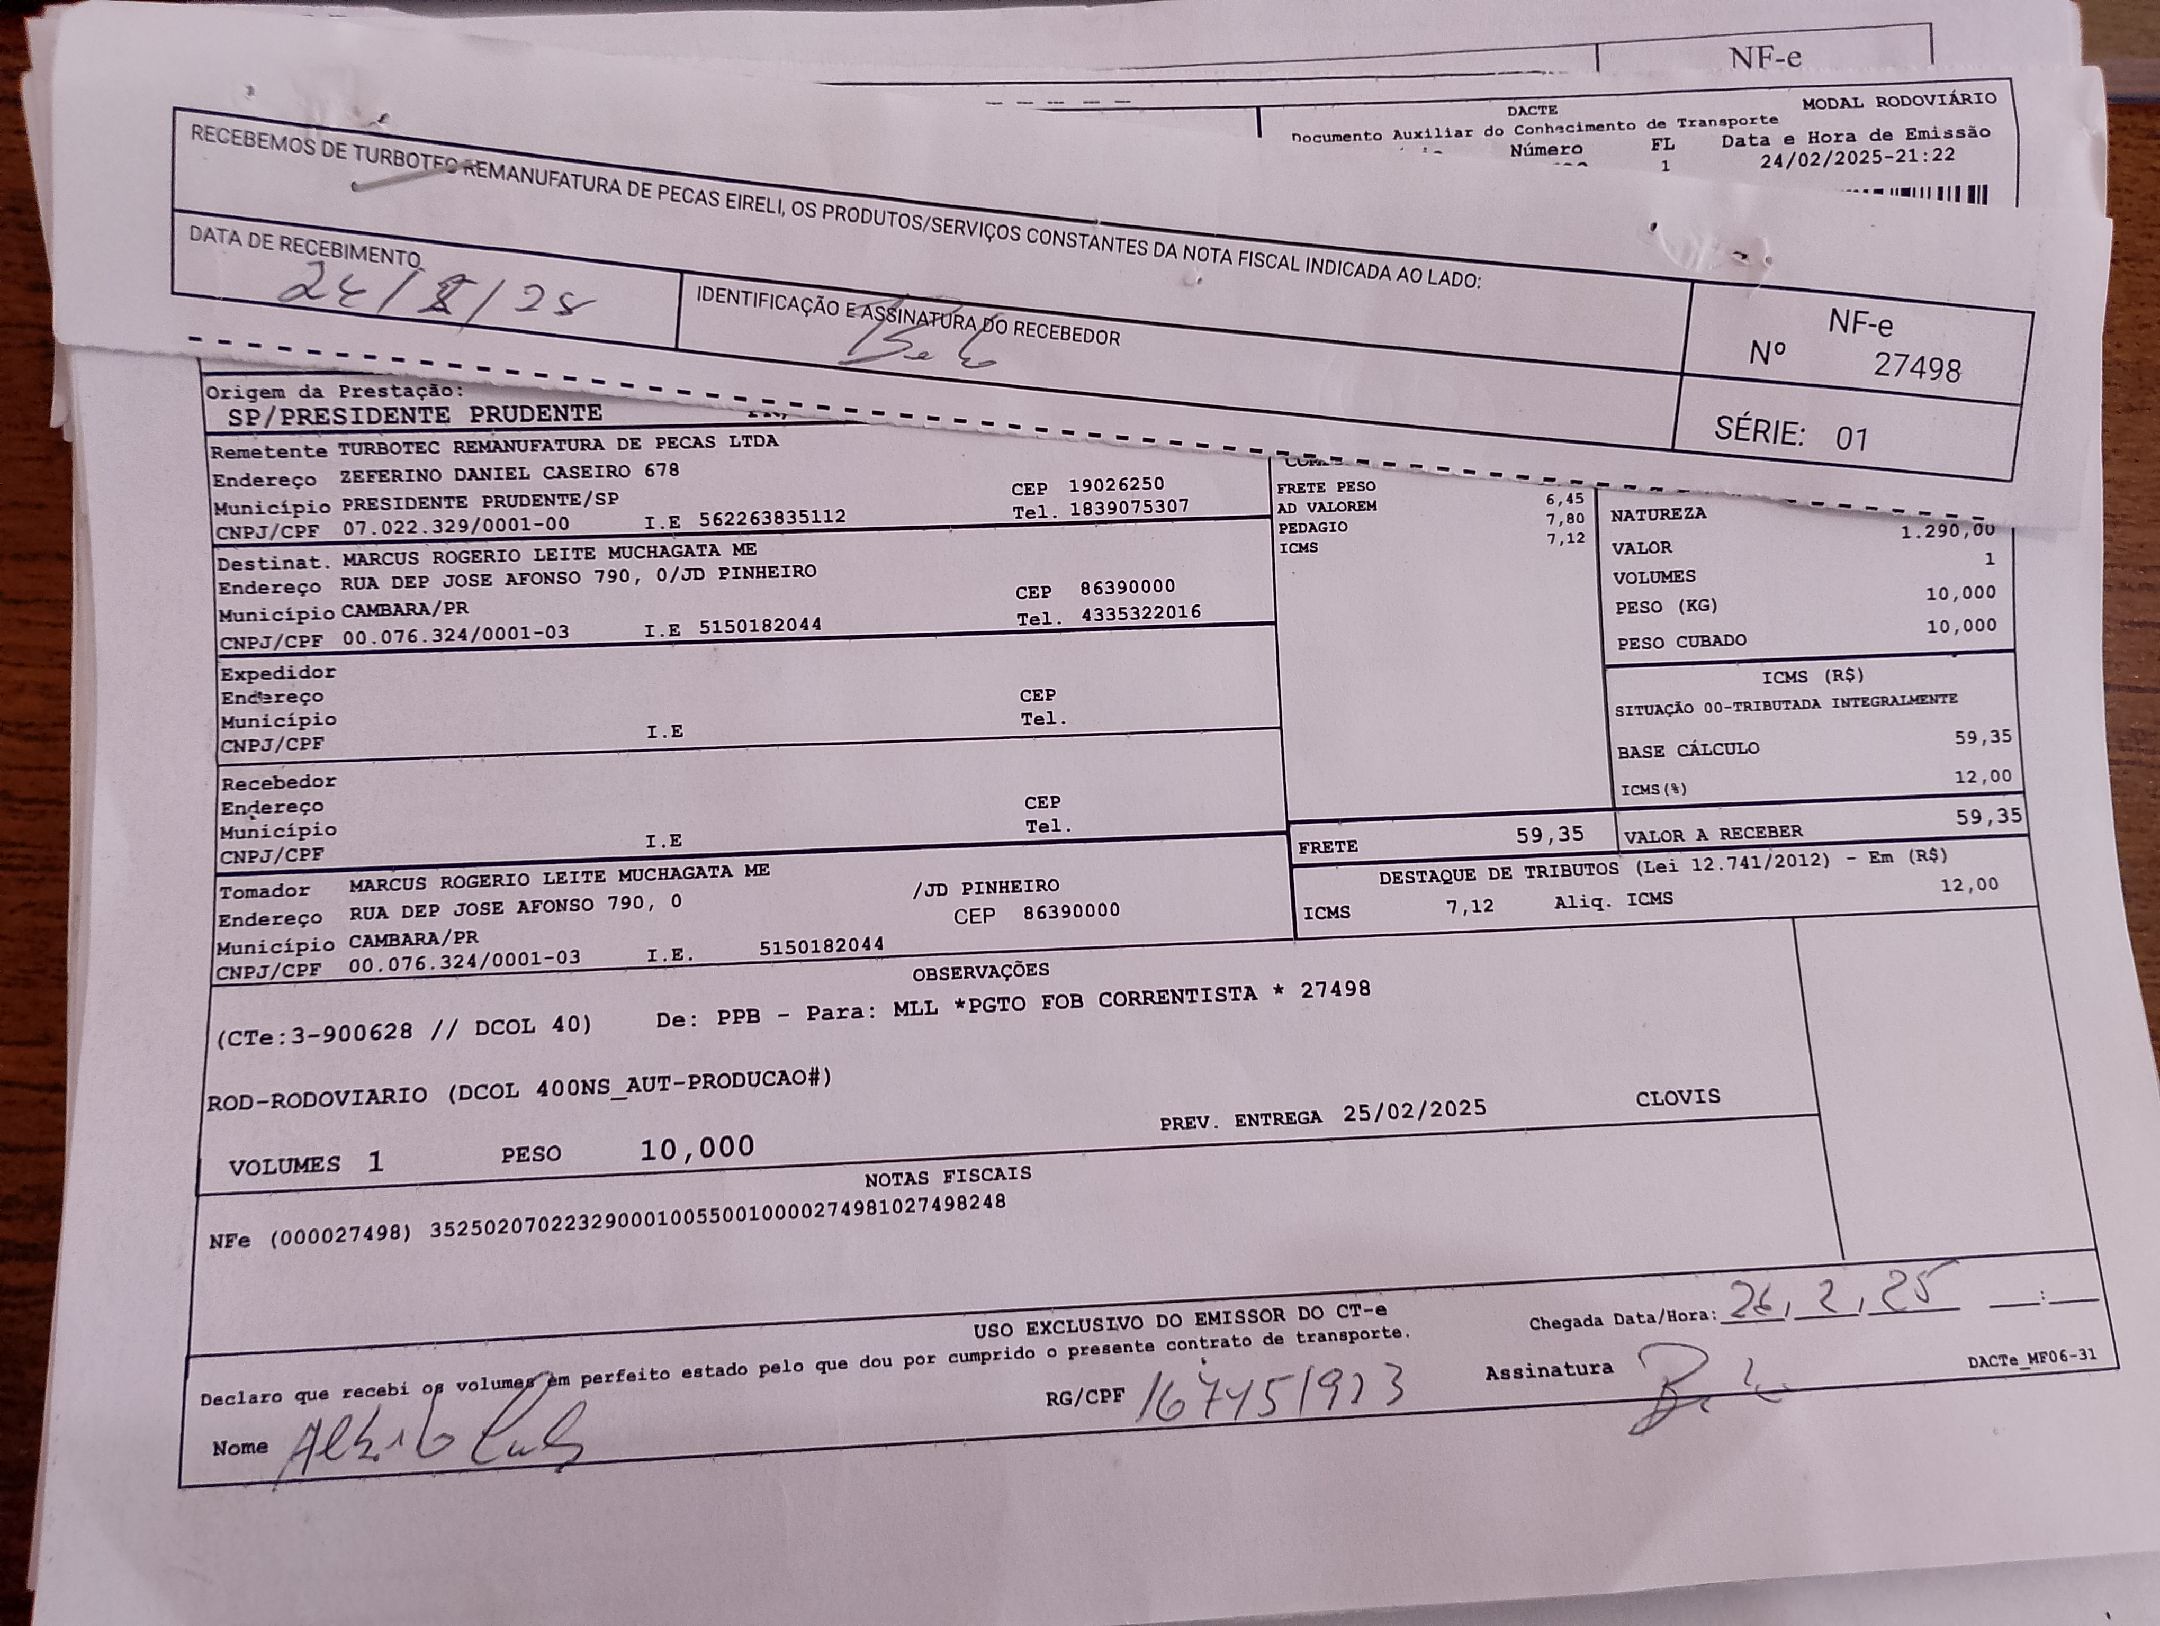 NF-e
DACTE
MODAL RODOVIÁRIO
Documento Auxiliar do Conhecimento de Transporte
Número FL Data e Hora de Emissão
1 24/02/2025-21:22
RECEBEMOS DE TURBOTEC REMANUFATURA DE PECAS EIRELI, OS PRODUTOS/SERVIÇOS CONSTANTES DA NOTA FISCAL INDICADA AO LADO:
DATA DE RECEBIMENTO
IDENTIFICAÇÃO E ASSINATURA DO RECEBEDOR
NF-e
Nº 27498
SÉRIE: 01
Origem da Prestação:
SP/PRESIDENTE PRUDENTE
Remetente TURBOTEC REMANUFATURA DE PECAS LTDA
Endereço ZEFERINO DANIEL CASEIRO 678
Município PRESIDENTE PRUDENTE/SP CEP 19026250
CNPJ/CPF 07.022.329/0001-00 I.E 562263835112 Tel. 1839075307
Destinat. MARCUS ROGERIO LEITE MUCHAGATA ME
Endereço RUA DEP JOSE AFONSO 790, 0/JD PINHEIRO
Município CAMBARA/PR CEP 86390000
CNPJ/CPF 00.076.324/0001-03 I.E 5150182044 Tel. 4335322016
Expedidor
Endereço CEP
Município Tel.
CNPJ/CPF I.E
Recebedor
Endereço CEP
Município Tel.
CNPJ/CPF I.E
Tomador MARCUS ROGERIO LEITE MUCHAGATA ME
Endereço RUA DEP JOSE AFONSO 790, 0 /JD PINHEIRO
Município CAMBARA/PR CEP 86390000
CNPJ/CPF 00.076.324/0001-03 I.E. 5150182044
FRETE PESO 6,45
AD VALOREM 7,80
PEDAGIO 7,12
ICMS
NATUREZA
VALOR 1.290,00
VOLUMES 1
PESO (KG) 10,000
PESO CUBADO 10,000
ICMS (R$)
SITUAÇÃO 00-TRIBUTADA INTEGRALMENTE
BASE CÁLCULO 59,35
ICMS(%) 12,00
FRETE 59,35 VALOR A RECEBER 59,35
DESTAQUE DE TRIBUTOS (Lei 12.741/2012) - Em (R$)
ICMS 7,12 Aliq. ICMS 12,00
OBSERVAÇÕES
(CTe:3-900628 // DCOL 40) De: PPB - Para: MLL *PGTO FOB CORRENTISTA * 27498
ROD-RODOVIARIO (DCOL 400NS_AUT-PRODUCAO#)
PREV. ENTREGA 25/02/2025 CLOVIS
VOLUMES 1 PESO 10,000
NOTAS FISCAIS
NFe (000027498) 35250207022329000100550010000274981027498248
USO EXCLUSIVO DO EMISSOR DO CT-e
Declaro que recebi os volumes em perfeito estado pelo que dou por cumprido o presente contrato de transporte.
Chegada Data/Hora: 26, 2, 25 :
Nome RG/CPF Assinatura
DACTe_MF06-31